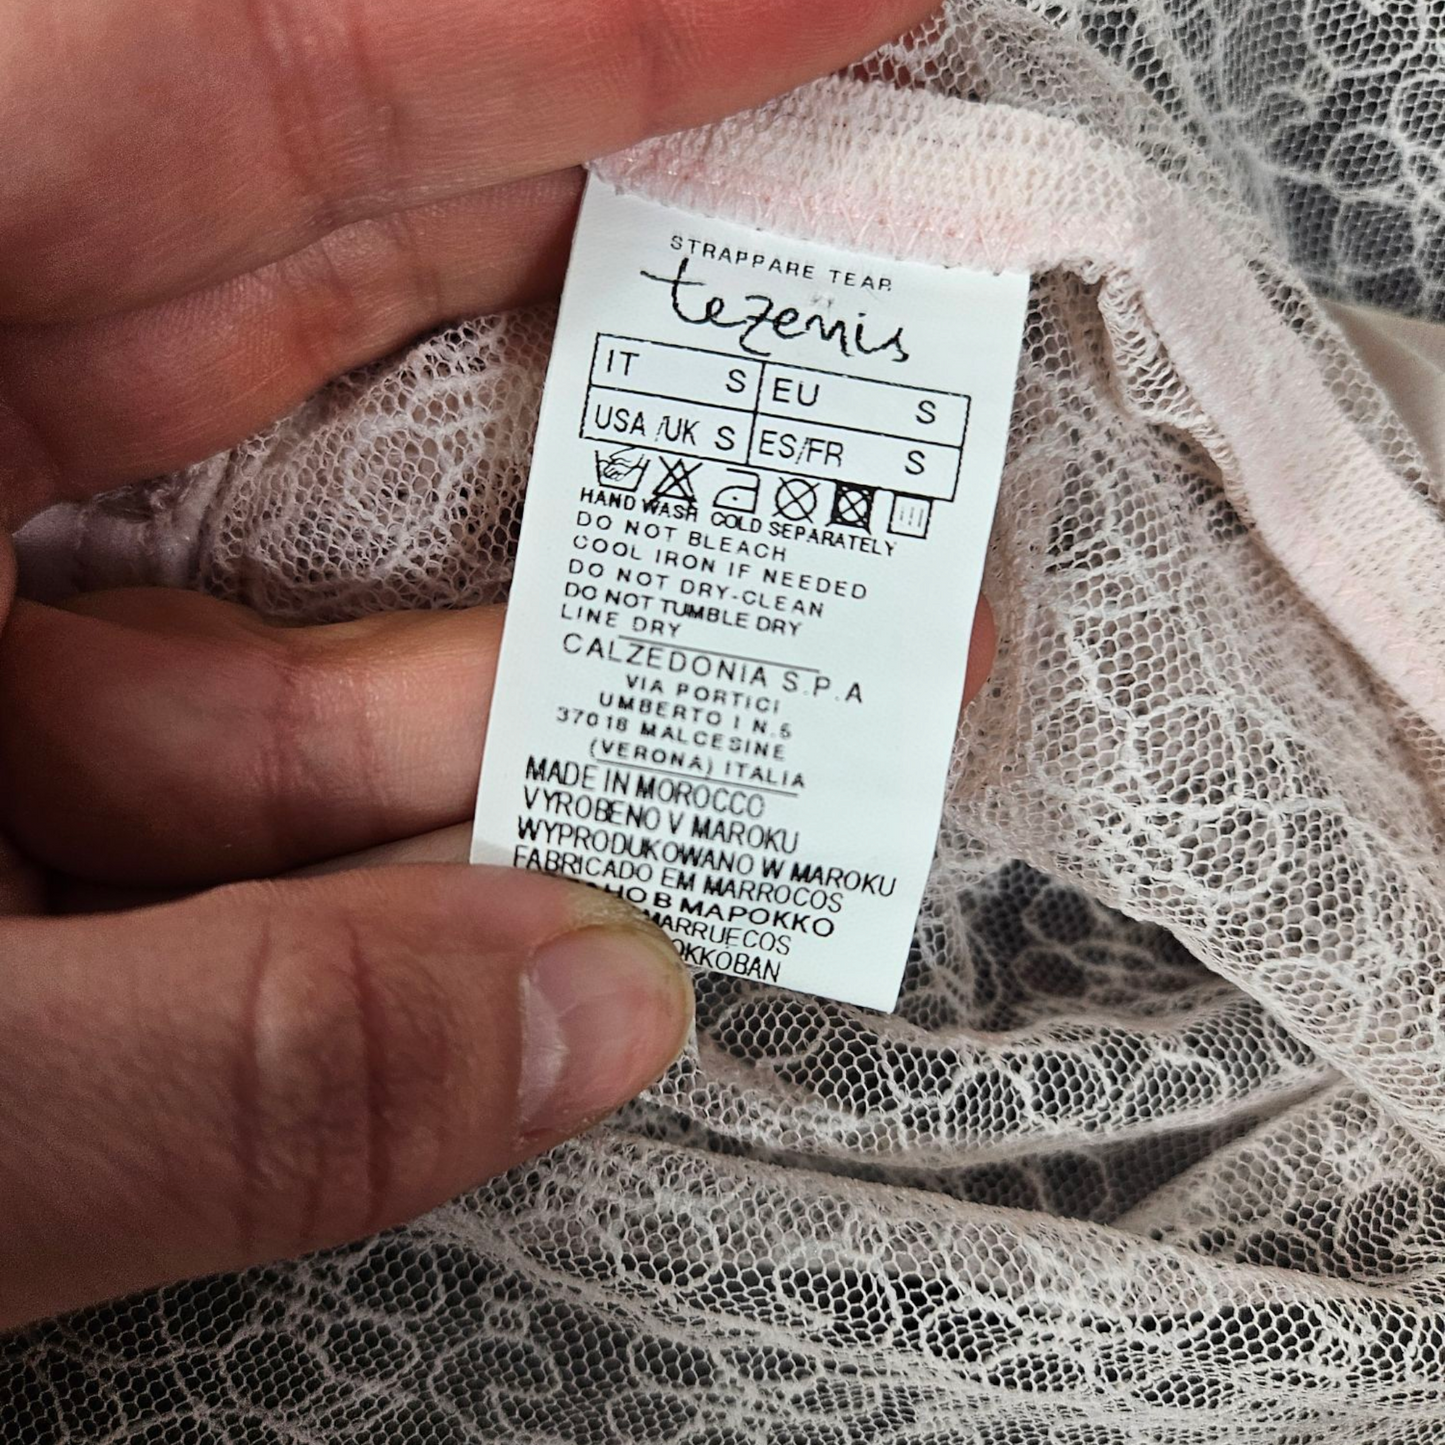 STRAPPARE TEAR
tezenis
IT S EU S
USA/UK S ES/FR S
HAND WASH COLD SEPARATELY
DO NOT BLEACH
COOL IRON IF NEEDED
DO NOT DRY-CLEAN
DO NOT TUMBLE DRY
LINE DRY
CALZEDONIA S.P.A
VIA PORTICI
UMBERTO I N.5
37018 MALCESINE
(VERONA) ITALIA
MADE IN MOROCCO
VYROBENO V MAROKU
WYPRODUKOWANO W MAROKU
FABRICADO EM MARROCOS
В МАРОККО
MARRUECOS